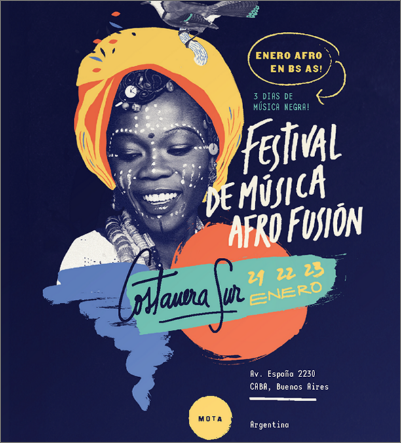 ENERO AFRO
EN BS AS!
3 DIAS DE
MÚSICA NEGRA!
FESTIVAL
DE MÚSICA
AFRO FUSIÓN
Costanera Sur
21 22 23
ENERO
Av. España 2230
CABA, Buenos Aires
MOTA
Argentina